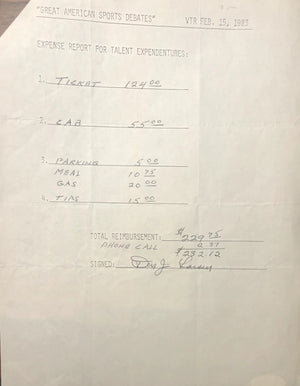 "GREAT AMERICAN SPORTS DEBATES" VTR FEB. 15, 1983
EXPENSE REPORT FOR TALENT EXPENDENTURES:
1. TICKET 124 00
2. CAB 55 00
3. PARKING 5 00
MEAL 10 75
GAS 20 00
4. TIPS 15 00
TOTAL REIMBURSEMENT: $229 75
PHONE CALL 2 37
$232 12
SIGNED: